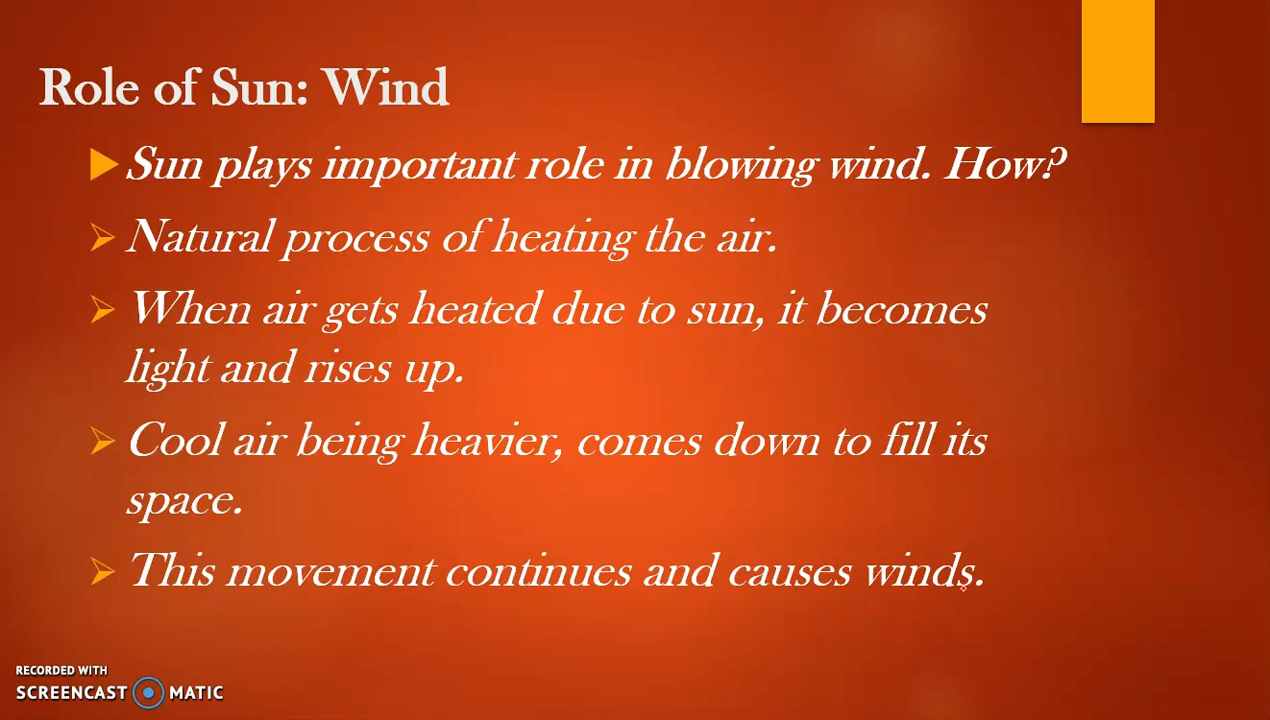 Role of Sun: Wind
Sun plays important role in blowing wind. How?
Natural process of heating the air.
When air gets heated due to sun, it becomes
light and rises up.
Cool air being heavier, comes down to fill its
space.
This movement continues and causes winds.
RECORDED WITH
SCREENCAST MATIC